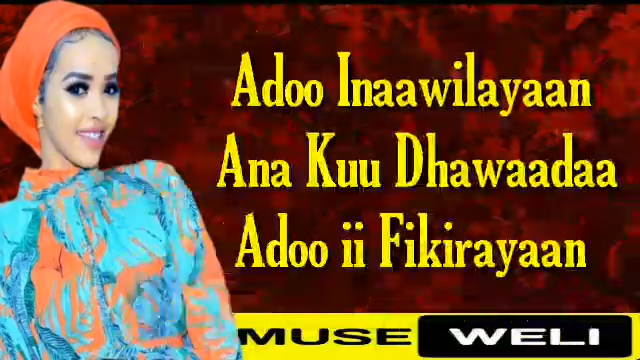 Adoo Inaawilayaan
Ana Kuu Dhawaadaa
Adoo ii Fikirayaan
MUSE WELI